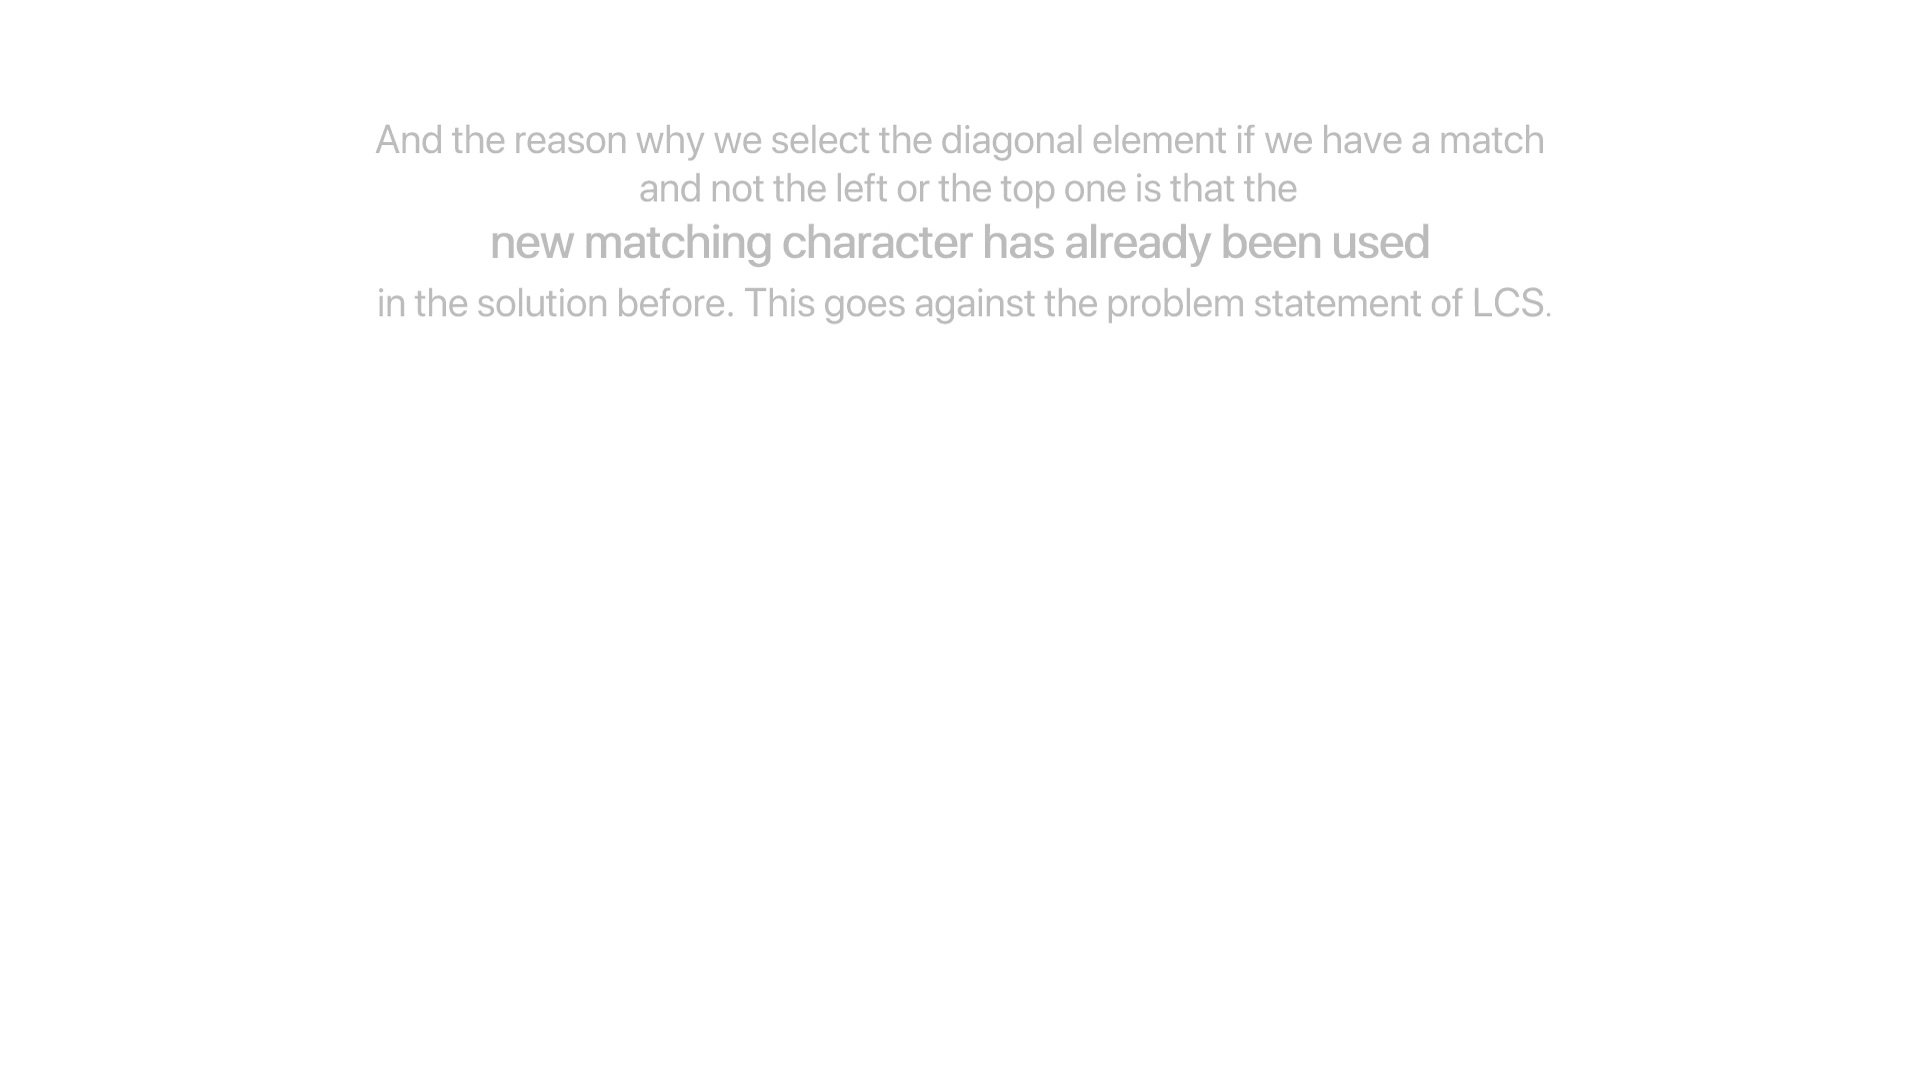 And the reason why we select the diagonal element if we have a match
and not the left or the top one is that the
new matching character has already been used
in the solution before. This goes against the problem statement of LCS.